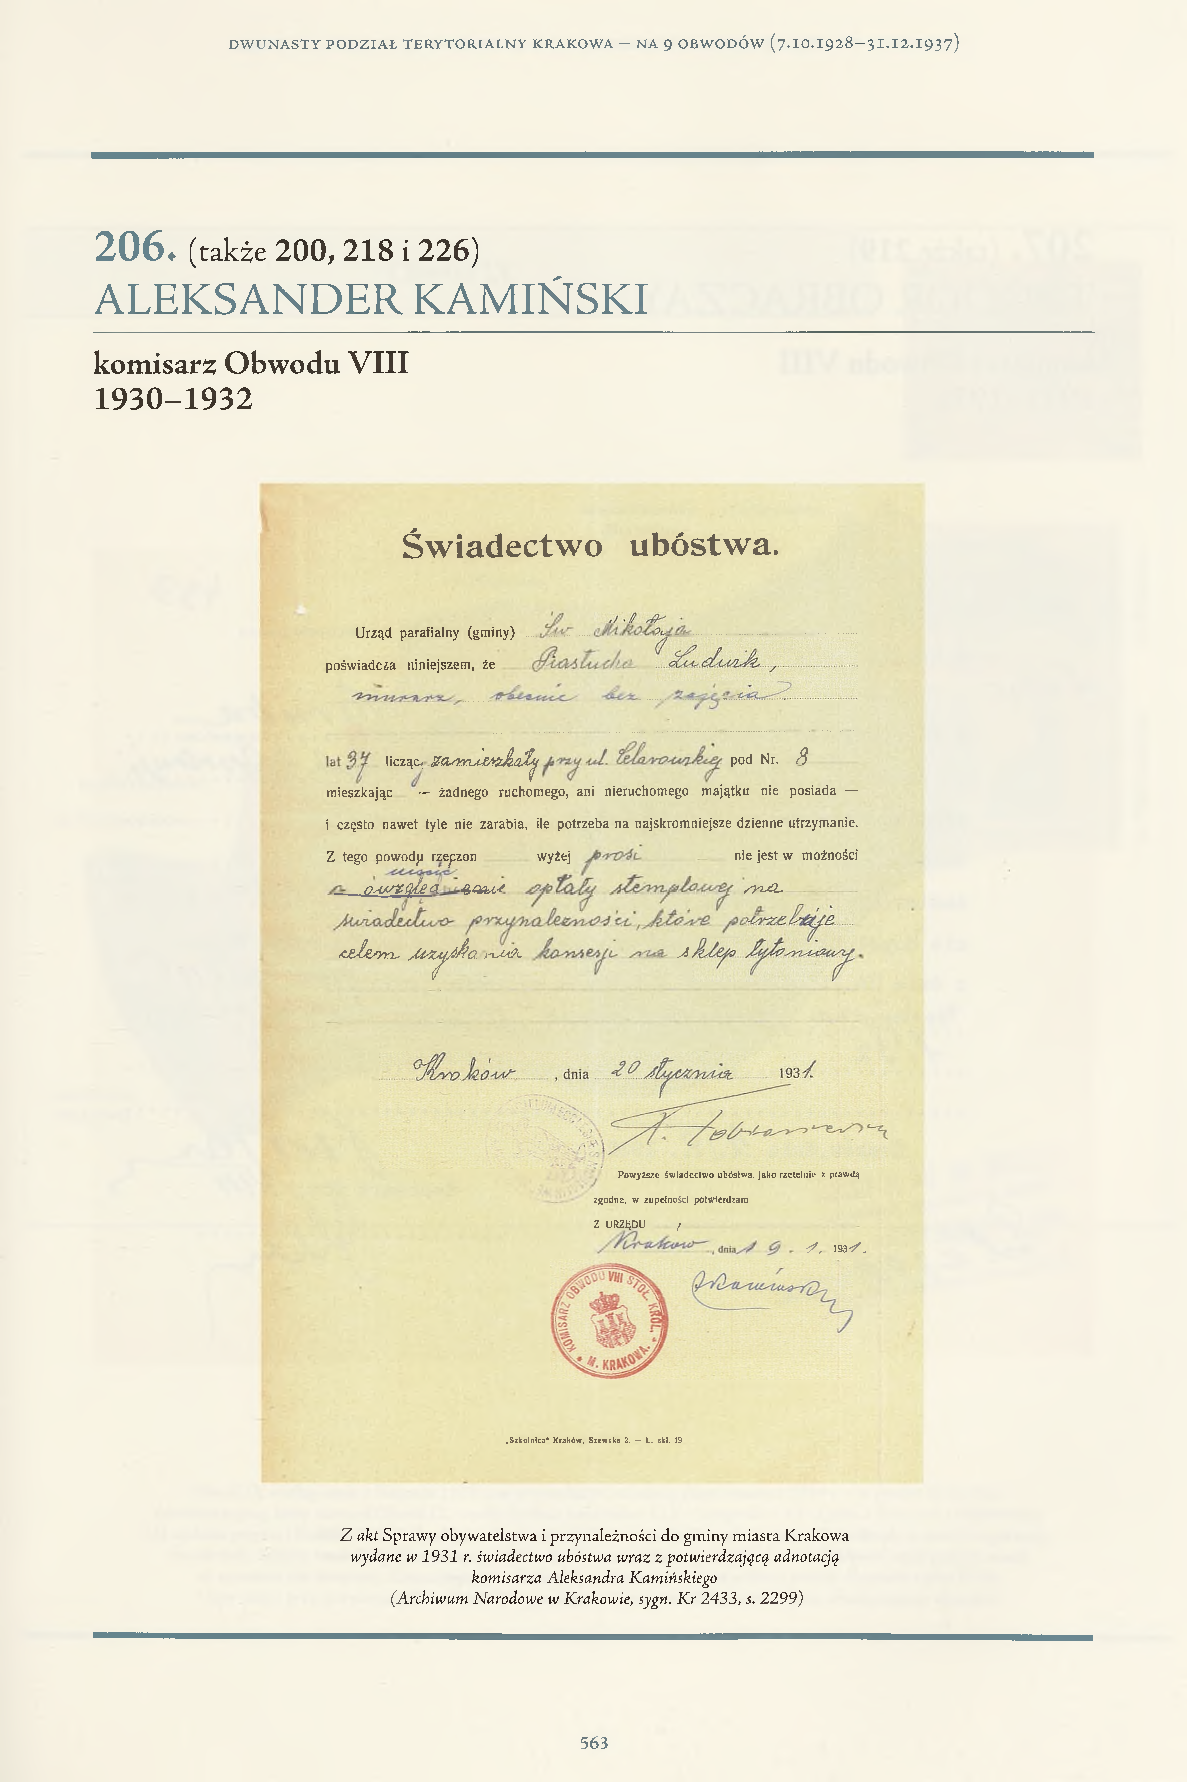 DWUNASTY PODZIAŁ TERYTORIALNY KRAKOWA — NA 9 OBWODÓW (7.10.1928–31.12.1937)
206. (także 200, 218 i 226)
ALEKSANDER KAMIŃSKI
komisarz Obwodu VIII
1930–1932
Świadectwo ubóstwa.
Urząd parafialny (gminy) Św Mikołaja
poświadcza niniejszem, że Piastucha Ludwik,
murarz, obecnie bez zajęcia
lat 37 licząc, zamieszkały przy ul. pod Nr. 8
mieszkając — żadnego ruchomego, ani nieruchomego majątku nie posiada —
i często nawet tyle nie zarabia, ile potrzeba na najskromniejsze dzienne utrzymanie.
Z tego powodu rzeczon wyżej prosi nie jest w możności
uiścić
o uwzględnienie opłaty stemplowej na
świadectwo przynależności, które potrzebuje
celem uzyskania konsesji na sklep tytoniowy.
Kraków, dnia 20 stycznia 1931.
Powyższe świadectwo ubóstwa, jako rzetelnie z prawdą
zgodne, w zupełności potwierdzam
Z URZĘDU
Kraków, dnia 19. 1. 1931.
KOMISARZ OBWODU VIII STOŁ. KRÓL. M. KRAKOWA.
„Szkolnica" Kraków, Szewska 2. — L. skł. 19
Z akt Sprawy obywatelstwa i przynależności do gminy miasta Krakowa
wydane w 1931 r. świadectwo ubóstwa wraz z potwierdzającą adnotacją
komisarza Aleksandra Kamińskiego
(Archiwum Narodowe w Krakowie, sygn. Kr 2433, s. 2299)
563